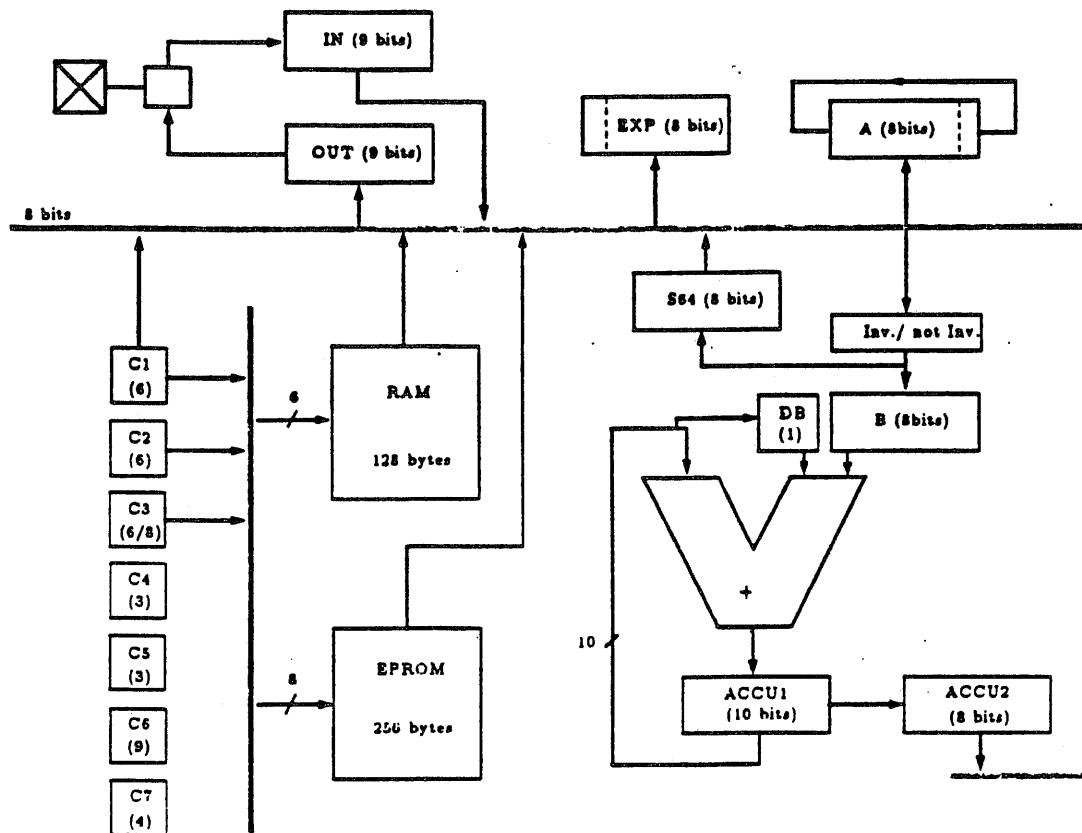 IN (9 bits)
OUT (9 bits)
EXP (8 bits)
A (8bits)
8 bits
S64 (8 bits)
Inv./ not Inv.
C1
(6)
C2
(6)
C3
(6/8)
C4
(3)
C5
(3)
C6
(9)
C7
(4)
6
RAM
128 bytes
8
EPROM
256 bytes
DB
(1)
B (8bits)
+
10
ACCU1
(10 bits)
ACCU2
(8 bits)